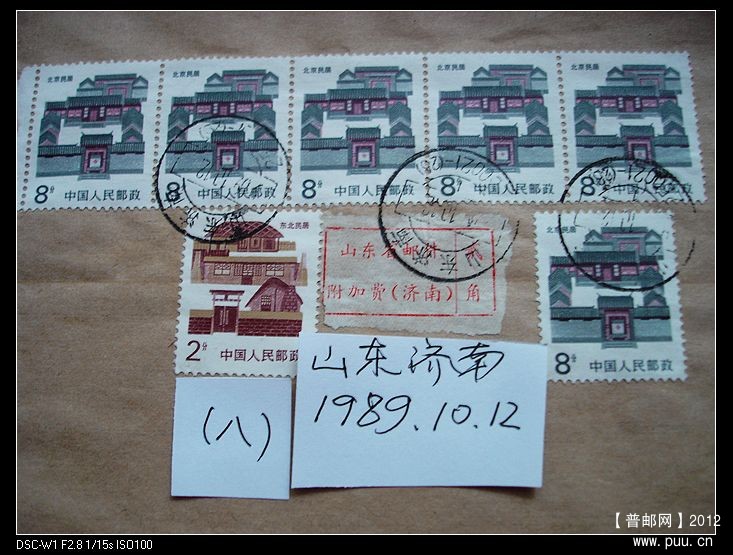 北京民居
北京民居
北京民居
北京民居
北京民居
8分 中国人民邮政
8分 中国人民邮政
8分 中国人民邮政
8分 中国人民邮政
8分 中国人民邮政
东北民居
2分 中国人民邮政
山东省邮件
附加费(济南) 角
北京民居
8分 中国人民邮政
山东济南
1989.10.12
(八)
【普邮网】2012
www.puu.cn
DSC-W1 F2.8 1/15s ISO100